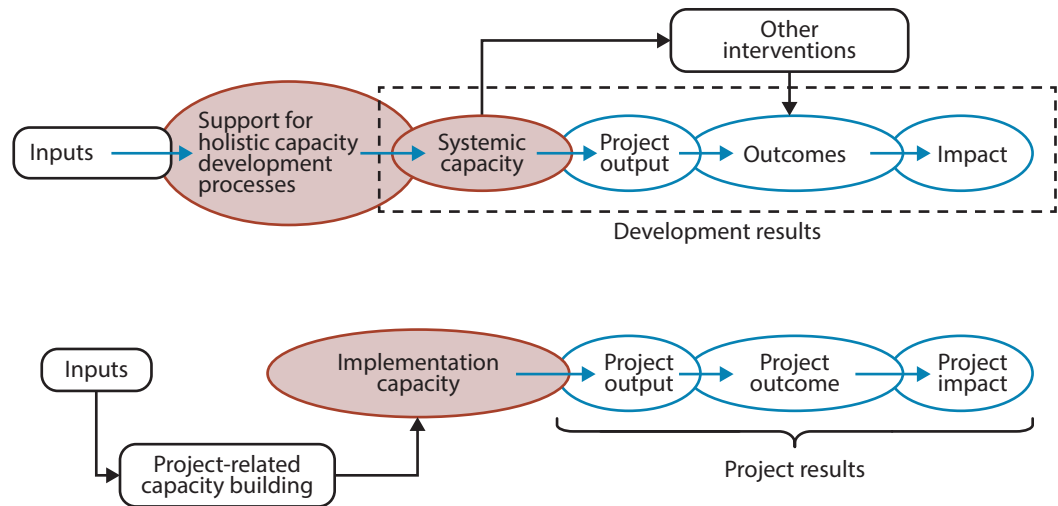 Other
interventions
Inputs
Support for
holistic capacity
development
processes
Systemic
capacity
Project
output
Outcomes
Impact
Development results
Inputs
Implementation
capacity
Project
output
Project
outcome
Project
impact
Project-related
capacity building
Project results